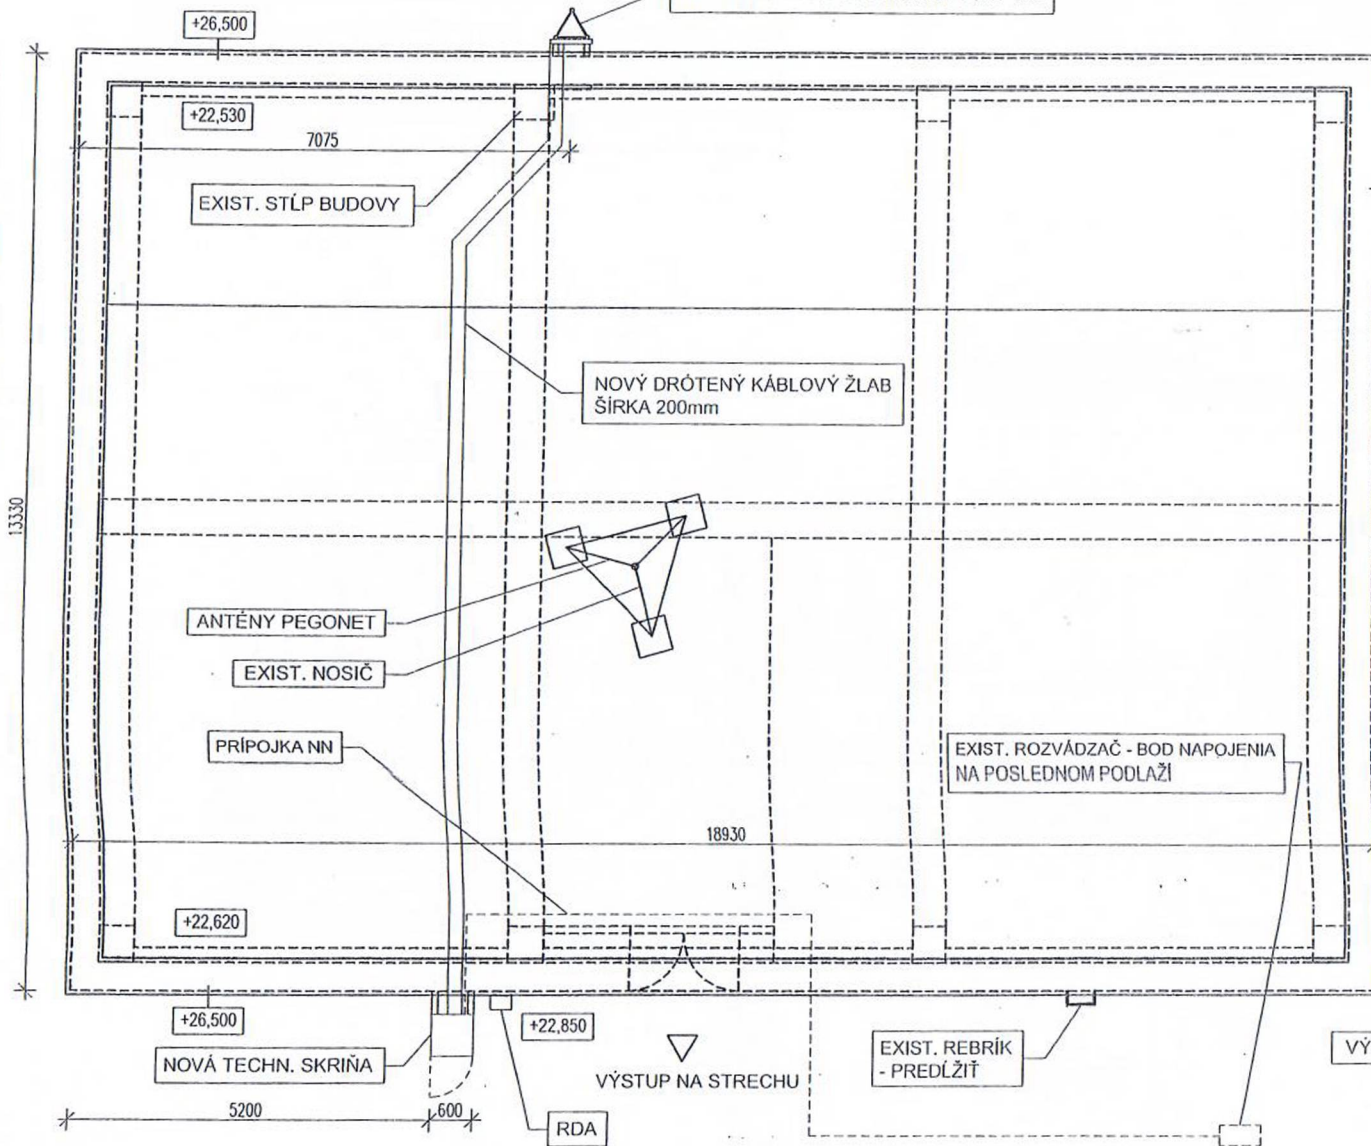 +26,500
+22,530
7075
EXIST. STĹP BUDOVY
NOVÝ DRÔTENÝ KÁBLOVÝ ŽLAB
ŠÍRKA 200mm
13330
ANTÉNY PEGONET
EXIST. NOSIČ
PRÍPOJKA NN
EXIST. ROZVÁDZAČ - BOD NAPOJENIA
NA POSLEDNOM PODLAŽÍ
18930
+22,620
+26,500
+22,850
NOVÁ TECHN. SKRIŇA
VÝSTUP NA STRECHU
EXIST. REBRÍK
- PREDĹŽIŤ
VÝ
5200
600
RDA